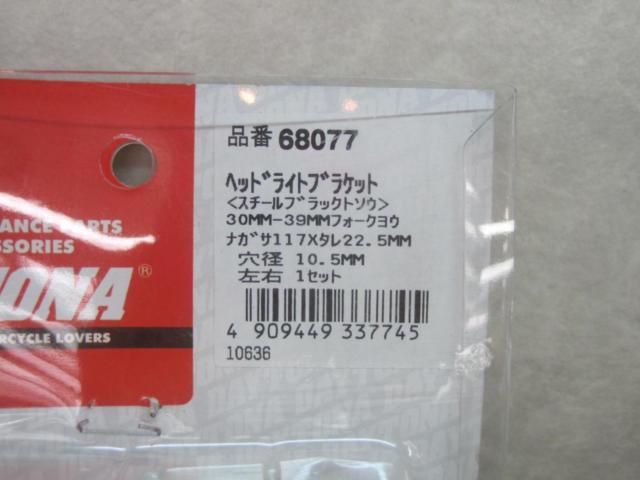 品番 68077
ヘッドライトブラケット
<スチールブラックトソウ>
30MM-39MMフォークヨウ
ナガサ117Xタレ22.5MM
穴径 10.5MM
左右 1セット
4 909449 337745
10636
ANCE PARTS
SSORIES
ONA®
RCYCLE LOVERS